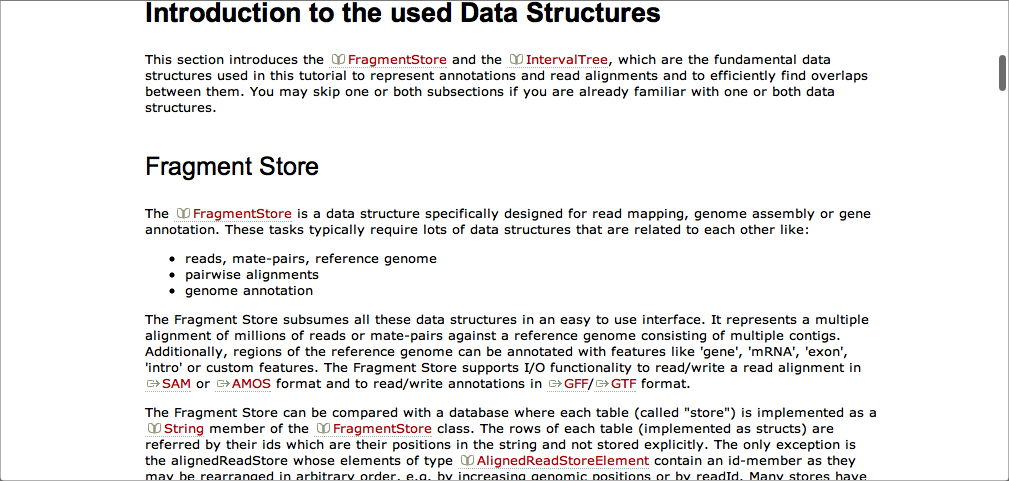 Introduction to the used Data Structures
This section introduces the FragmentStore and the IntervalTree, which are the fundamental data
structures used in this tutorial to represent annotations and read alignments and to efficiently find overlaps
between them. You may skip one or both subsections if you are already familiar with one or both data
structures.
Fragment Store
The FragmentStore is a data structure specifically designed for read mapping, genome assembly or gene
annotation. These tasks typically require lots of data structures that are related to each other like:
• reads, mate-pairs, reference genome
• pairwise alignments
• genome annotation
The Fragment Store subsumes all these data structures in an easy to use interface. It represents a multiple
alignment of millions of reads or mate-pairs against a reference genome consisting of multiple contigs.
Additionally, regions of the reference genome can be annotated with features like 'gene', 'mRNA', 'exon',
'intro' or custom features. The Fragment Store supports I/O functionality to read/write a read alignment in
SAM or AMOS format and to read/write annotations in GFF/GTF format.
The Fragment Store can be compared with a database where each table (called "store") is implemented as a
String member of the FragmentStore class. The rows of each table (implemented as structs) are
referred by their ids which are their positions in the string and not stored explicitly. The only exception is
the alignedReadStore whose elements of type AlignedReadStoreElement contain an id-member as they
may be rearranged in arbitrary order, e.g. by increasing genomic positions or by readId. Many stores have